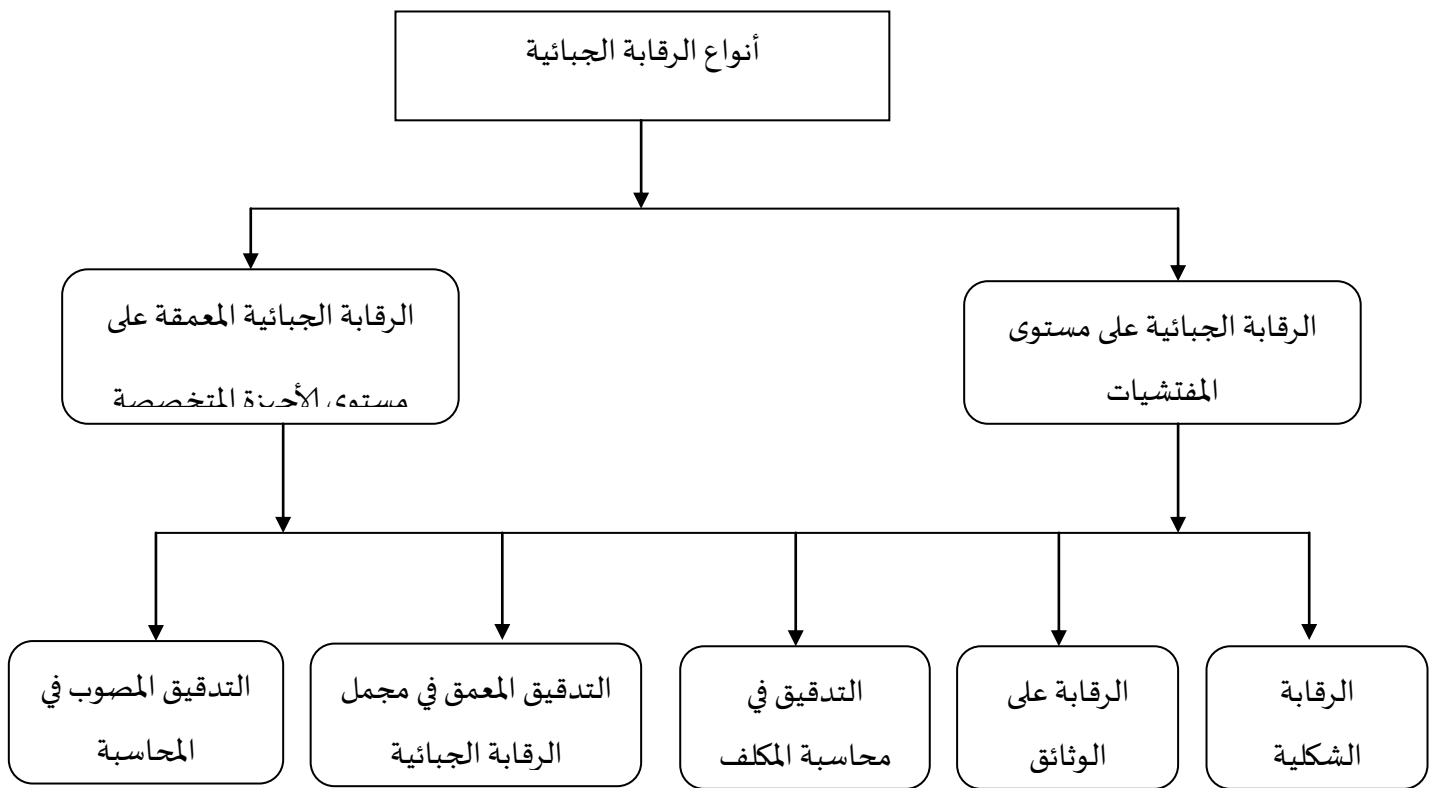 أنواع الرقابة الجبائية
الرقابة الجبائية على مستوى
المفتشيات
الرقابة الجبائية المعمقة على
مستوى الأجهزة المتخصصة
الرقابة
الشكلية
الرقابة على
الوثائق
التدقيق في
محاسبة المكلف
التدقيق المعمق في مجمل
الرقابة الجبائية
التدقيق المصوب في
المحاسبة